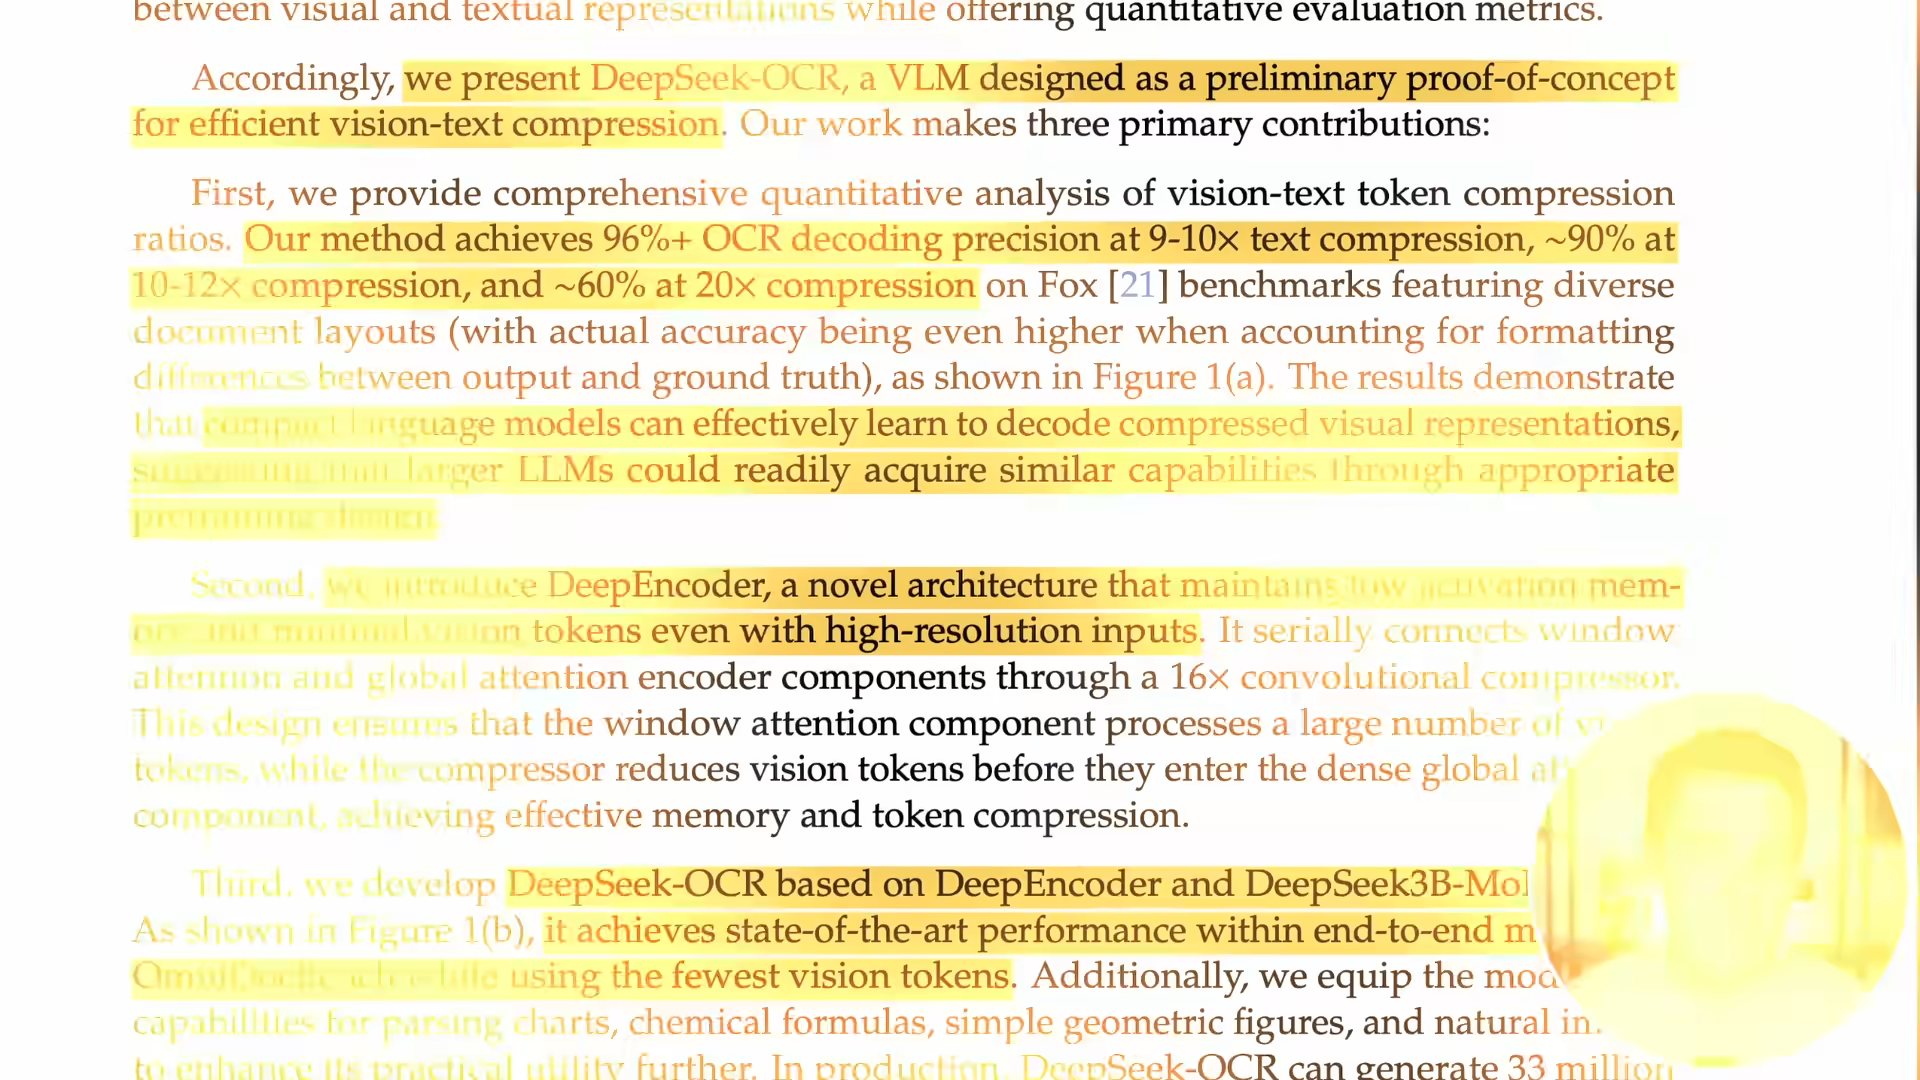 between visual and textual representations while offering quantitative evaluation metrics.
Accordingly, we present DeepSeek-OCR, a VLM designed as a preliminary proof-of-concept
for efficient vision-text compression. Our work makes three primary contributions:
First, we provide comprehensive quantitative analysis of vision-text token compression
ratios. Our method achieves 96%+ OCR decoding precision at 9-10× text compression, ~90% at
10-12× compression, and ~60% at 20× compression on Fox [21] benchmarks featuring diverse
document layouts (with actual accuracy being even higher when accounting for formatting
differences between output and ground truth), as shown in Figure 1(a). The results demonstrate
that compact language models can effectively learn to decode compressed visual representations,
suggesting that larger LLMs could readily acquire similar capabilities through appropriate
pretraining design.
Second, we introduce DeepEncoder, a novel architecture that maintains low activation mem-
ory and minimal vision tokens even with high-resolution inputs. It serially connects window
attention and global attention encoder components through a 16× convolutional compressor.
This design ensures that the window attention component processes a large number of
tokens, while the compressor reduces vision tokens before they enter the dense global
component, achieving effective memory and token compression.
Third, we develop DeepSeek-OCR based on DeepEncoder and DeepSeek3B-Mo
As shown in Figure 1(b), it achieves state-of-the-art performance within end-to-end m
while using the fewest vision tokens. Additionally, we equip the mod
capabilities for parsing charts, chemical formulas, simple geometric figures, and natural
to enhance its practical utility further. In production, DeepSeek-OCR can generate 33 million